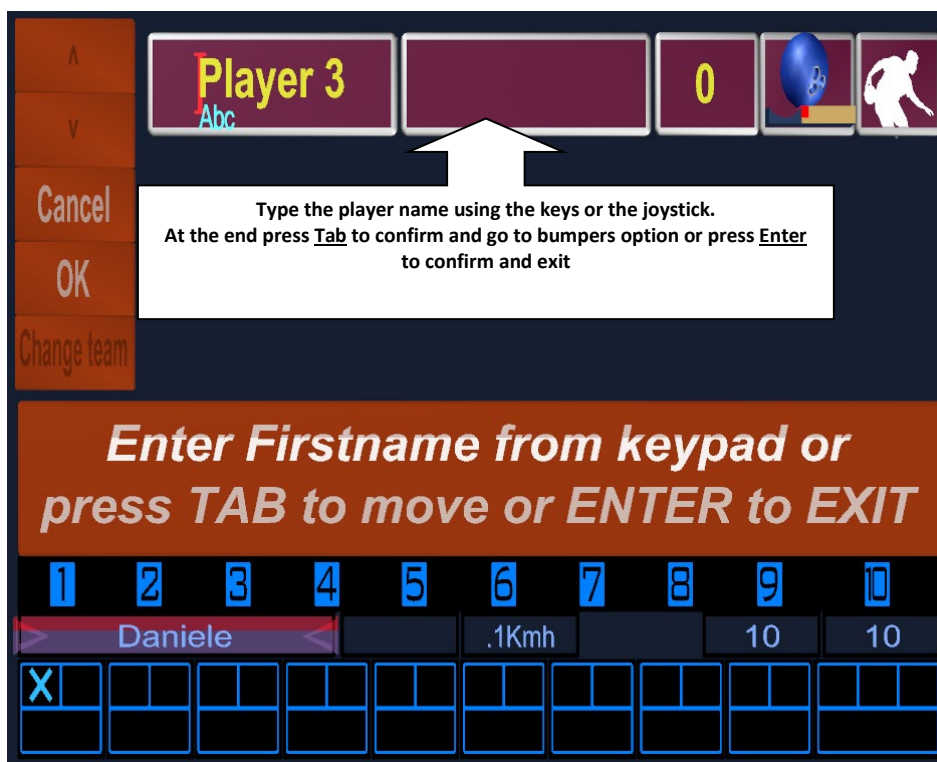 Player 3
Abc
0
Cancel
OK
Change team
Type the player name using the keys or the joystick.
At the end press Tab to confirm and go to bumpers option or press Enter
to confirm and exit
Enter Firstname from keypad or
press TAB to move or ENTER to EXIT
1 2 3 4 5 6 7 8 9 10
> Daniele < .1Kmh 10 10
X